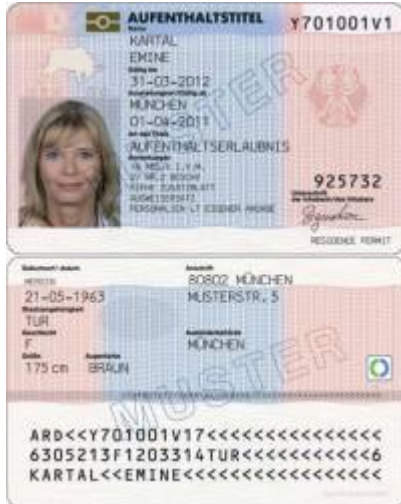 AUFENTHALTSTITEL Y701001V1
Name
KARTAL
EMINE
31-03-2012
MÜNCHEN
01-04-2011
AUFENTHALTSERLAUBNIS
925732
RESIDENCE PERMIT
MUSTER
80802 MÜNCHEN
21-05-1963 MUSTERSTR. 5
TUR
F MÜNCHEN
175 cm BRAUN
MUSTER
ARD<<Y701001V17<<<<<<<<<<<<<<<
6305213F1203314TUR<<<<<<<<<<<6
KARTAL<<EMINE<<<<<<<<<<<<<<<<<